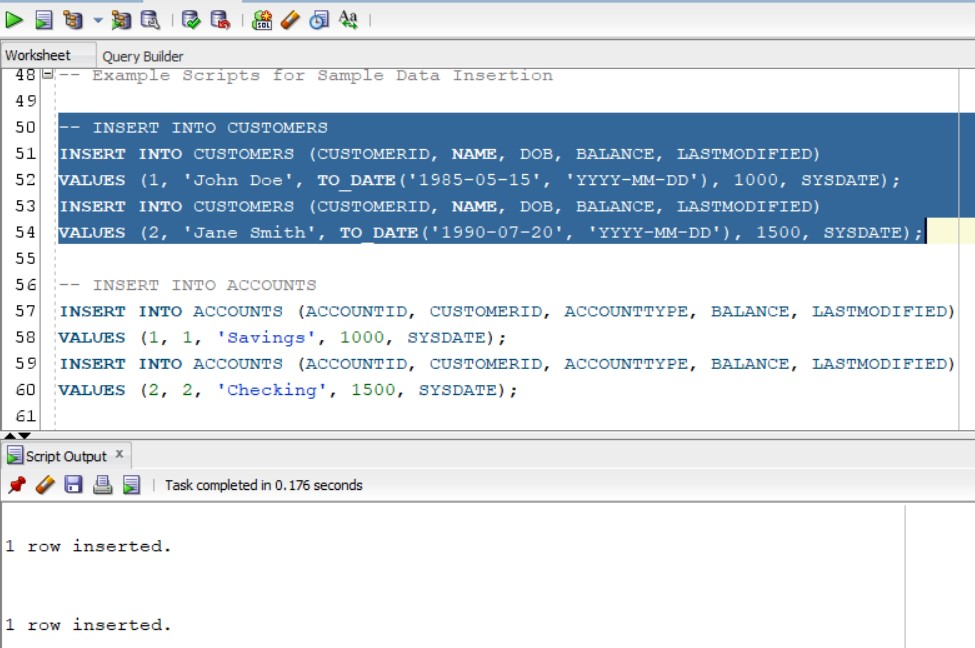 SQL
Aa
Worksheet Query Builder
48 -- Example Scripts for Sample Data Insertion
49
50 -- INSERT INTO CUSTOMERS
51 INSERT INTO CUSTOMERS (CUSTOMERID, NAME, DOB, BALANCE, LASTMODIFIED)
52 VALUES (1, 'John Doe', TO_DATE('1985-05-15', 'YYYY-MM-DD'), 1000, SYSDATE);
53 INSERT INTO CUSTOMERS (CUSTOMERID, NAME, DOB, BALANCE, LASTMODIFIED)
54 VALUES (2, 'Jane Smith', TO_DATE('1990-07-20', 'YYYY-MM-DD'), 1500, SYSDATE);
55
56 -- INSERT INTO ACCOUNTS
57 INSERT INTO ACCOUNTS (ACCOUNTID, CUSTOMERID, ACCOUNTTYPE, BALANCE, LASTMODIFIED)
58 VALUES (1, 1, 'Savings', 1000, SYSDATE);
59 INSERT INTO ACCOUNTS (ACCOUNTID, CUSTOMERID, ACCOUNTTYPE, BALANCE, LASTMODIFIED)
60 VALUES (2, 2, 'Checking', 1500, SYSDATE);
61
Script Output x
Task completed in 0.176 seconds
1 row inserted.
1 row inserted.